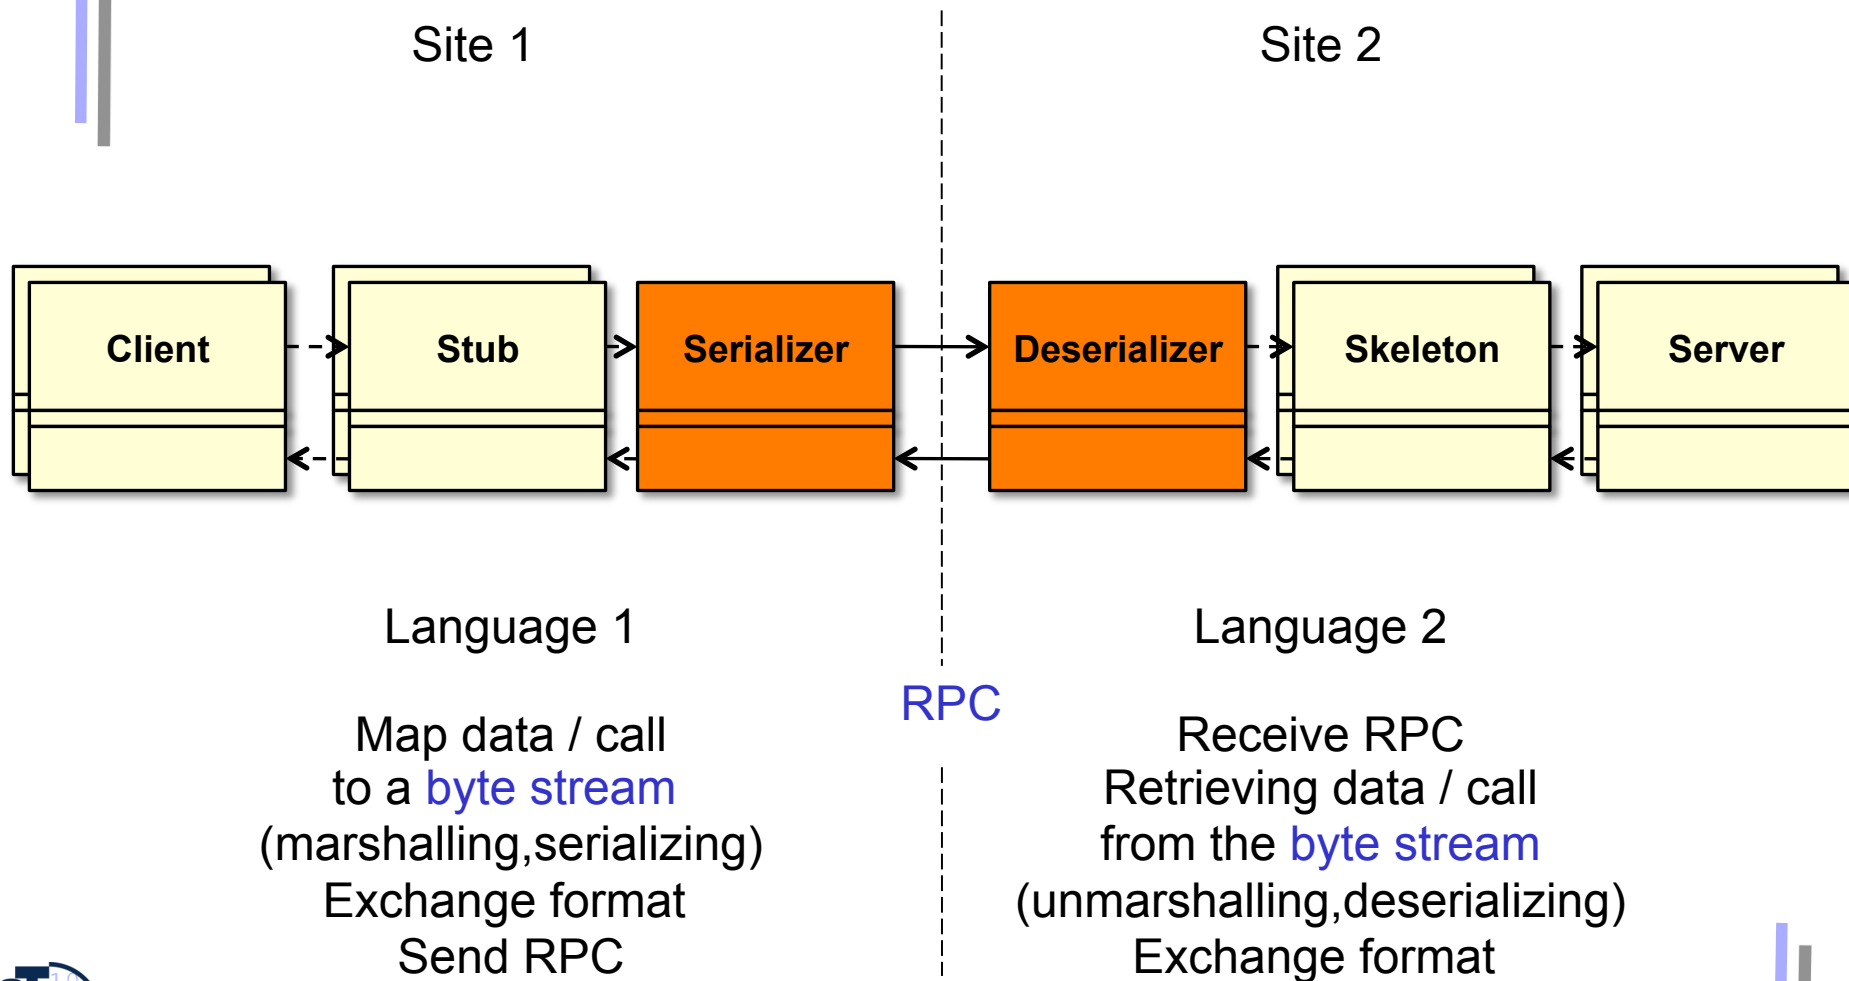 Site 1
Site 2
Client
Stub
Serializer
Deserializer
Skeleton
Server
Language 1
Language 2
RPC
Map data / call
to a byte stream
(marshalling,serializing)
Exchange format
Send RPC
Receive RPC
Retrieving data / call
from the byte stream
(unmarshalling,deserializing)
Exchange format